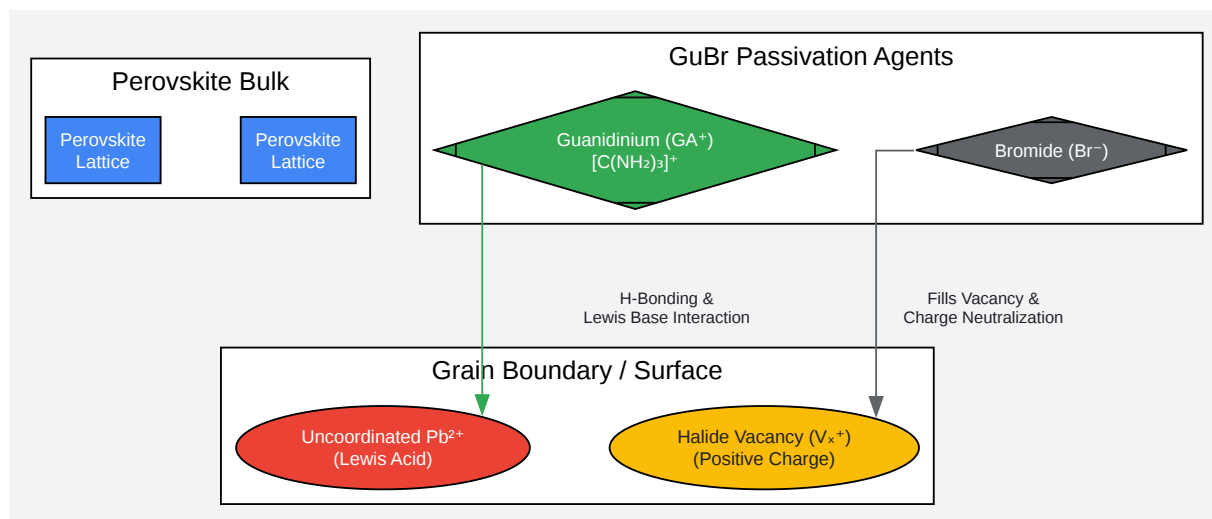 GuBr Passivation Agents
Perovskite Bulk
Perovskite
Lattice
Perovskite
Lattice
Guanidinium (GA⁺)
[C(NH₂)₃]⁺
Bromide (Br⁻)
H-Bonding &
Lewis Base Interaction
Fills Vacancy &
Charge Neutralization
Grain Boundary / Surface
Uncoordinated Pb²⁺
(Lewis Acid)
Halide Vacancy (Vₓ⁺)
(Positive Charge)